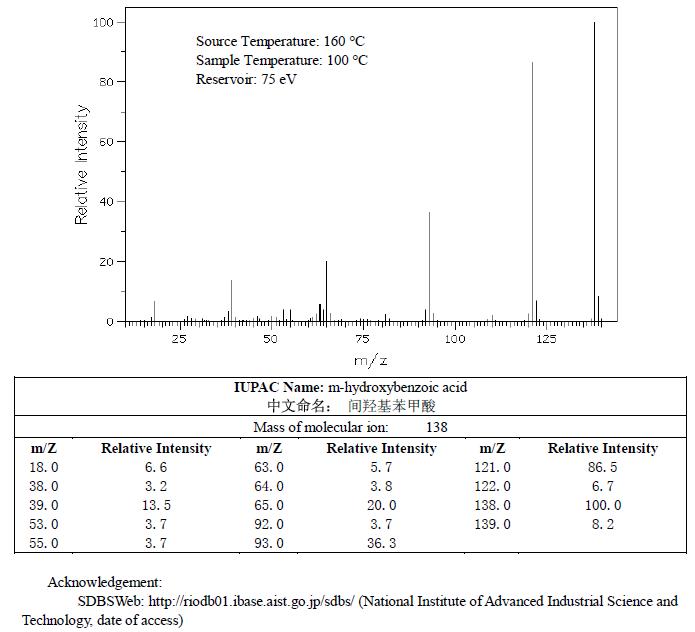 Source Temperature: 160 °C
Sample Temperature: 100 °C
Reservoir: 75 eV
Relative Intensity
100
80
60
40
20
0
25 50 75 100 125
m/z
IUPAC Name: m-hydroxybenzoic acid
中文命名: 间羟基苯甲酸
Mass of molecular ion: 138
m/Z Relative Intensity m/Z Relative Intensity m/Z Relative Intensity
18.0 6.6 63.0 5.7 121.0 86.5
38.0 3.2 64.0 3.8 122.0 6.7
39.0 13.5 65.0 20.0 138.0 100.0
53.0 3.7 92.0 3.7 139.0 8.2
55.0 3.7 93.0 36.3
Acknowledgement:
SDBSWeb: http://riodb01.ibase.aist.go.jp/sdbs/ (National Institute of Advanced Industrial Science and
Technology, date of access)